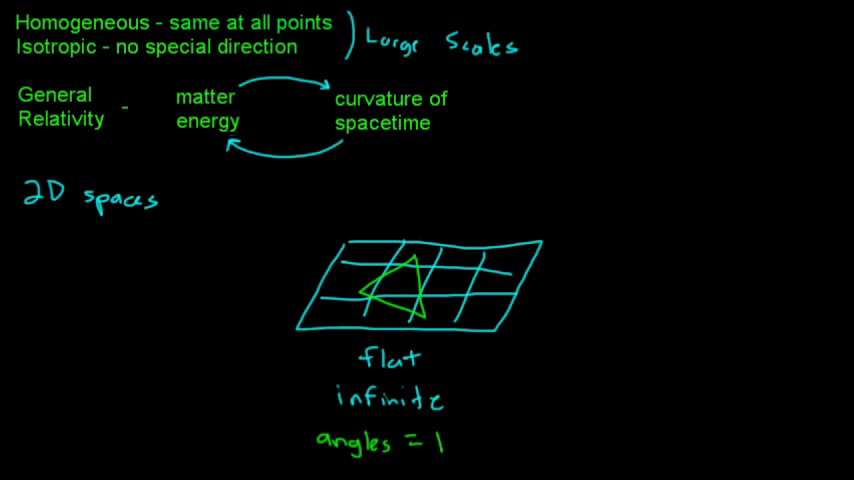 Homogeneous - same at all points
Isotropic - no special direction
Large Scales
General Relativity - matter energy
curvature of spacetime
2D spaces
flat
infinite
angles = 1